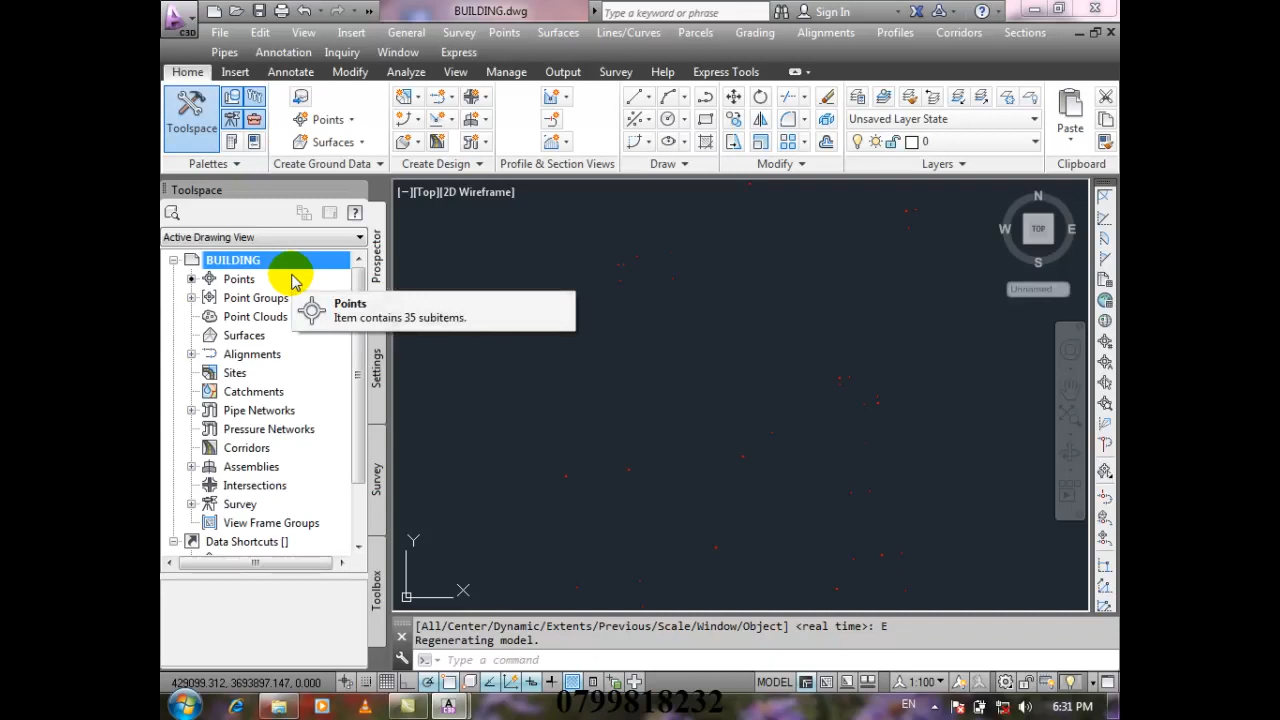 BUILDING.dwg
Type a keyword or phrase
Sign In
C3D
File Edit View Insert General Survey Points Surfaces Lines/Curves Parcels Grading Alignments Profiles Corridors Sections
Pipes Annotation Inquiry Window Express
Home Insert Annotate Modify Analyze View Manage Output Survey Help Express Tools
Toolspace
Points
Surfaces
Unsaved Layer State
0
Paste
Palettes
Create Ground Data
Create Design
Profile & Section Views
Draw
Modify
Layers
Clipboard
Toolspace
Active Drawing View
BUILDING
Points
Point Groups
Point Clouds
Surfaces
Alignments
Sites
Catchments
Pipe Networks
Pressure Networks
Corridors
Assemblies
Intersections
Survey
View Frame Groups
Data Shortcuts []
Prospector
Settings
Survey
Toolbox
Points
Item contains 35 subitems.
[−][Top][2D Wireframe]
N
W
TOP
E
S
Unnamed
Y
X
[All/Center/Dynamic/Extents/Previous/Scale/Window/Object] <real time>: E
Regenerating model.
Type a command
429099.312, 3693897.147, 0.000
MODEL
1:100
0799818232
EN
6:31 PM